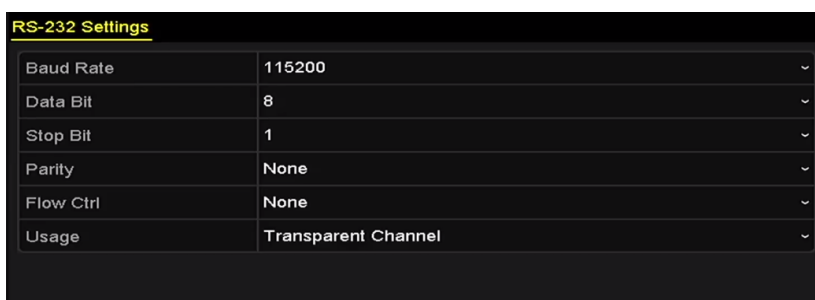 RS-232 Settings
Baud Rate 115200
Data Bit 8
Stop Bit 1
Parity None
Flow Ctrl None
Usage Transparent Channel